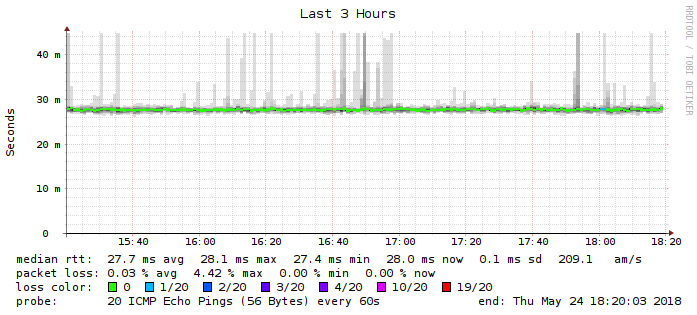 Last 3 Hours
RRDTOOL / TOBI OETIKER
Seconds
40 m
30 m
20 m
10 m
0
15:40 16:00 16:20 16:40 17:00 17:20 17:40 18:00 18:20
median rtt: 27.7 ms avg 28.1 ms max 27.4 ms min 28.0 ms now 0.1 ms sd 209.1 am/s
packet loss: 0.03 % avg 4.42 % max 0.00 % min 0.00 % now
loss color: 0 1/20 2/20 3/20 4/20 10/20 19/20
probe: 20 ICMP Echo Pings (56 Bytes) every 60s end: Thu May 24 18:20:03 2018